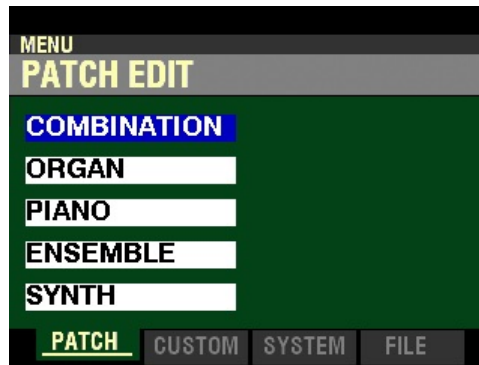 MENU
PATCH EDIT
COMBINATION
ORGAN
PIANO
ENSEMBLE
SYNTH
PATCH CUSTOM SYSTEM FILE